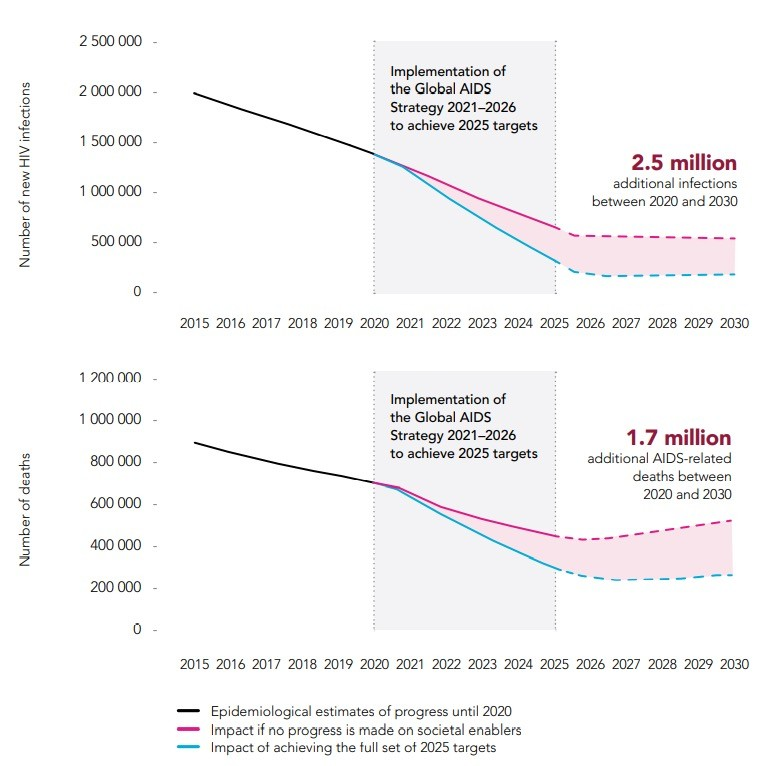 Number of new HIV infections
2 500 000
2 000 000
1 500 000
1 000 000
500 000
0
Implementation of
the Global AIDS
Strategy 2021–2026
to achieve 2025 targets
2.5 million
additional infections
between 2020 and 2030
2015 2016 2017 2018 2019 2020 2021 2022 2023 2024 2025 2026 2027 2028 2029 2030
Number of deaths
1 200 000
1 000 000
800 000
600 000
400 000
200 000
0
Implementation of
the Global AIDS
Strategy 2021–2026
to achieve 2025 targets
1.7 million
additional AIDS-related
deaths between
2020 and 2030
2015 2016 2017 2018 2019 2020 2021 2022 2023 2024 2025 2026 2027 2028 2029 2030
Epidemiological estimates of progress until 2020
Impact if no progress is made on societal enablers
Impact of achieving the full set of 2025 targets